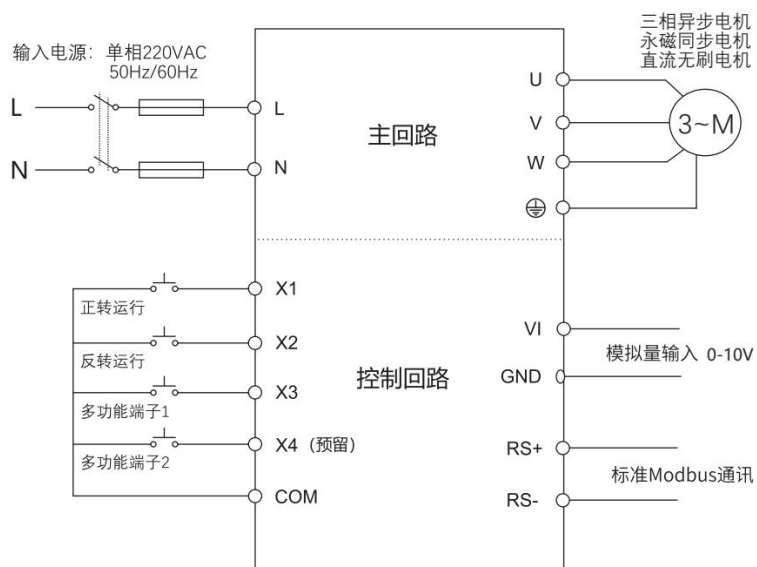 三相异步电机
永磁同步电机
直流无刷电机
输入电源：单相220VAC
50Hz/60Hz
L
L
N
N
主回路
U
V
W
3~M
正转运行
X1
反转运行
X2
多功能端子1
X3
多功能端子2
X4（预留）
COM
控制回路
VI
GND
模拟量输入 0-10V
RS+
RS-
标准Modbus通讯